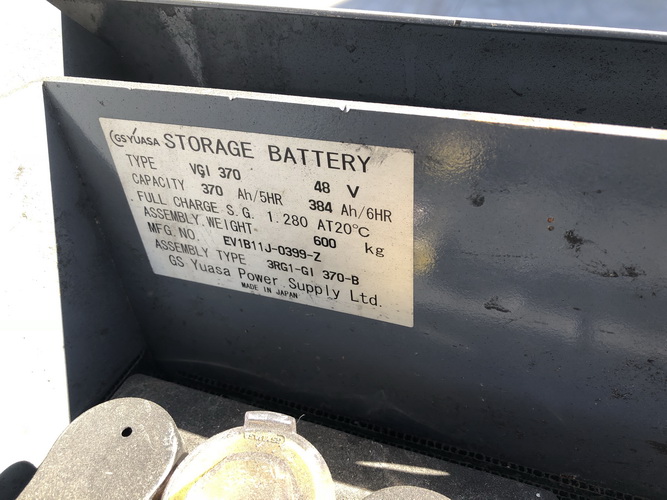 GS YUASA STORAGE BATTERY
TYPE VGI 370 48 V
CAPACITY 370 Ah/5HR 384 Ah/6HR
FULL CHARGE S.G. 1.280 AT20℃
ASSEMBLY WEIGHT 600 kg
MFG. NO. EV1B11J-0399-Z
ASSEMBLY TYPE 3RG1-GI 370-B
GS Yuasa Power Supply Ltd.
MADE IN JAPAN